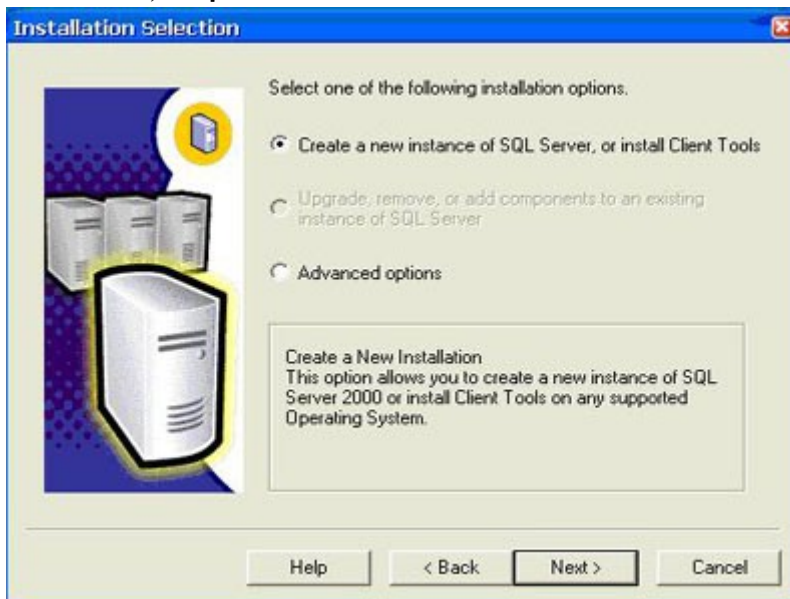 Installation Selection
Select one of the following installation options.
Create a new instance of SQL Server, or install Client Tools
Upgrade, remove, or add components to an existing
instance of SQL Server
Advanced options
Create a New Installation
This option allows you to create a new instance of SQL
Server 2000 or install Client Tools on any supported
Operating System.
Help
< Back
Next >
Cancel